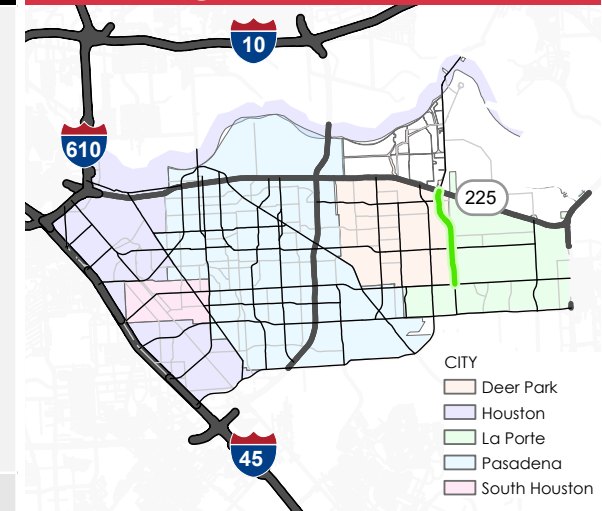 10
610
225
CITY
Deer Park
Houston
La Porte
Pasadena
South Houston
45